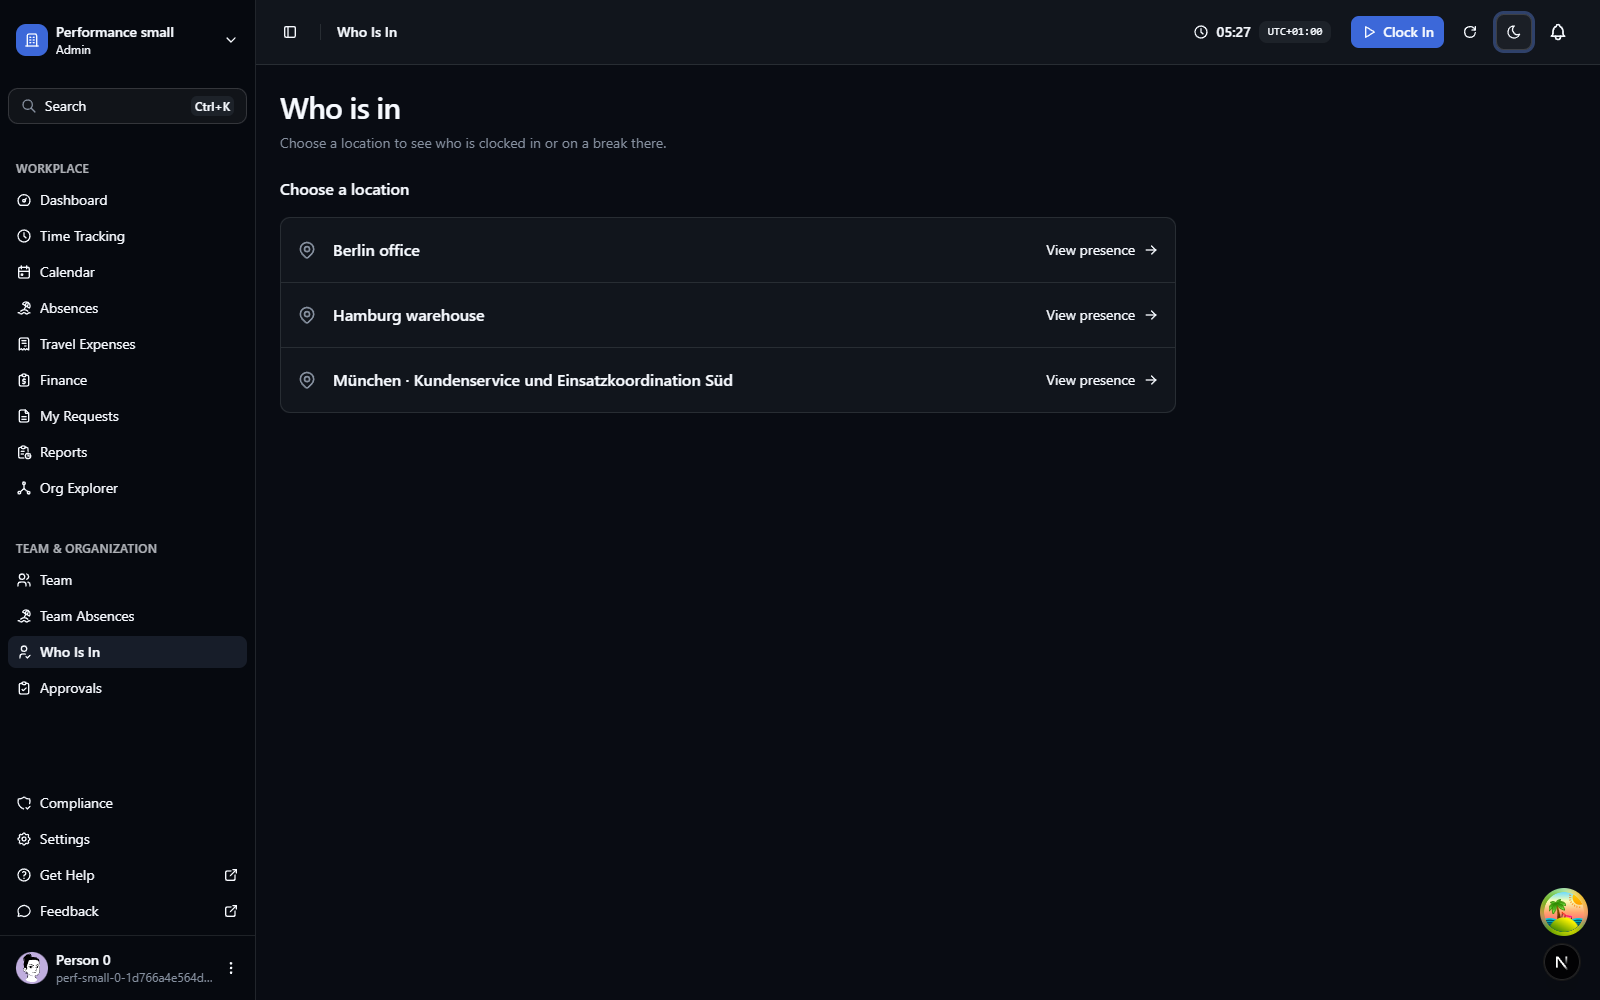 Performance small
Admin
Search
Ctrl+K
WORKPLACE
Dashboard
Time Tracking
Calendar
Absences
Travel Expenses
Finance
My Requests
Reports
Org Explorer
TEAM & ORGANIZATION
Team
Team Absences
Who Is In
Approvals
Compliance
Settings
Get Help
Feedback
Person 0
perf-small-0-1d766a4e564d...
Who Is In
05:27
UTC+01:00
Clock In
Who is in
Choose a location to see who is clocked in or on a break there.
Choose a location
Berlin office
View presence
Hamburg warehouse
View presence
München · Kundenservice und Einsatzkoordination Süd
View presence
N